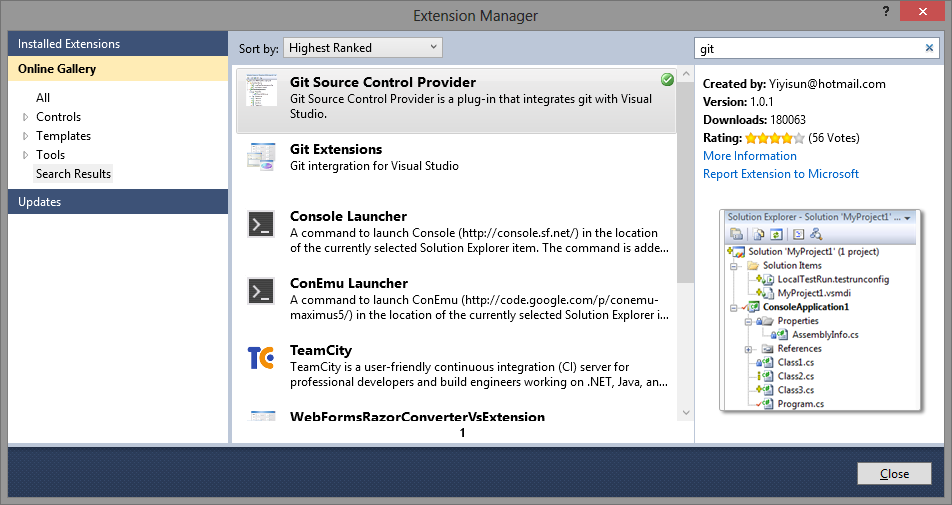 Extension Manager
?
Installed Extensions
Online Gallery
All
Controls
Templates
Tools
Search Results
Updates
Sort by: Highest Ranked
Git Source Control Provider
Git Source Control Provider is a plug-in that integrates git with Visual
Studio.
Git Extensions
Git intergration for Visual Studio
Console Launcher
A command to launch Console (http://console.sf.net/) in the location
of the currently selected Solution Explorer item. The command is adde...
ConEmu Launcher
A command to launch ConEmu (http://code.google.com/p/conemu-
maximus5/) in the location of the currently selected Solution Explorer i...
TeamCity
TeamCity is a user-friendly continuous integration (CI) server for
professional developers and build engineers working on .NET, Java, an...
WebFormsRazorConverterVsExtension
1
git
Created by: Yiyisun@hotmail.com
Version: 1.0.1
Downloads: 180063
Rating: (56 Votes)
More Information
Report Extension to Microsoft
Solution Explorer - Solution 'MyProject1' ...
Solution 'MyProject1' (1 project)
Solution Items
LocalTestRun.testrunconfig
MyProject1.vsmdi
ConsoleApplication1
Properties
AssemblyInfo.cs
References
Class1.cs
Class2.cs
Class3.cs
Program.cs
Close